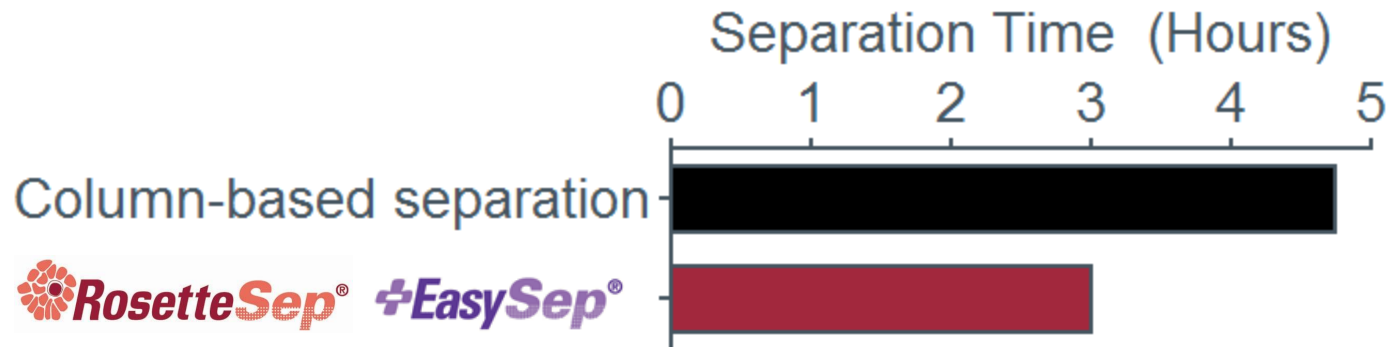 Separation Time (Hours)
0 1 2 3 4 5
Column-based separation
RosetteSep® EasySep®